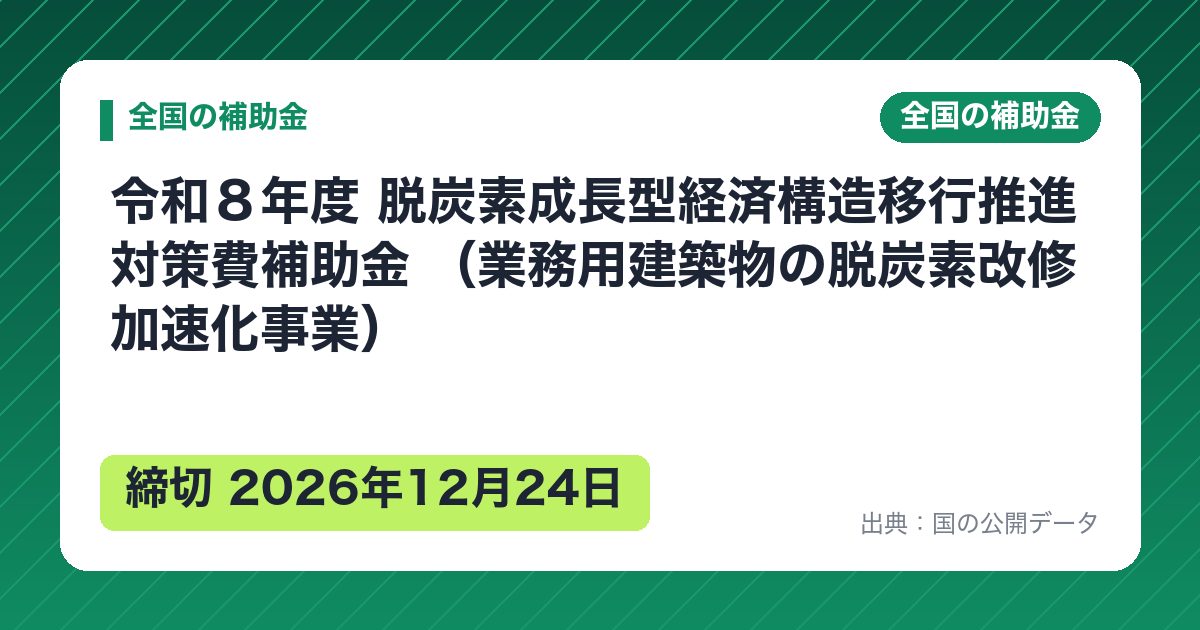 全国の補助金
全国の補助金
令和８年度 脱炭素成長型経済構造移行推進
対策費補助金 （業務用建築物の脱炭素改修
加速化事業）
締切 2026年12月24日
出典：国の公開データ